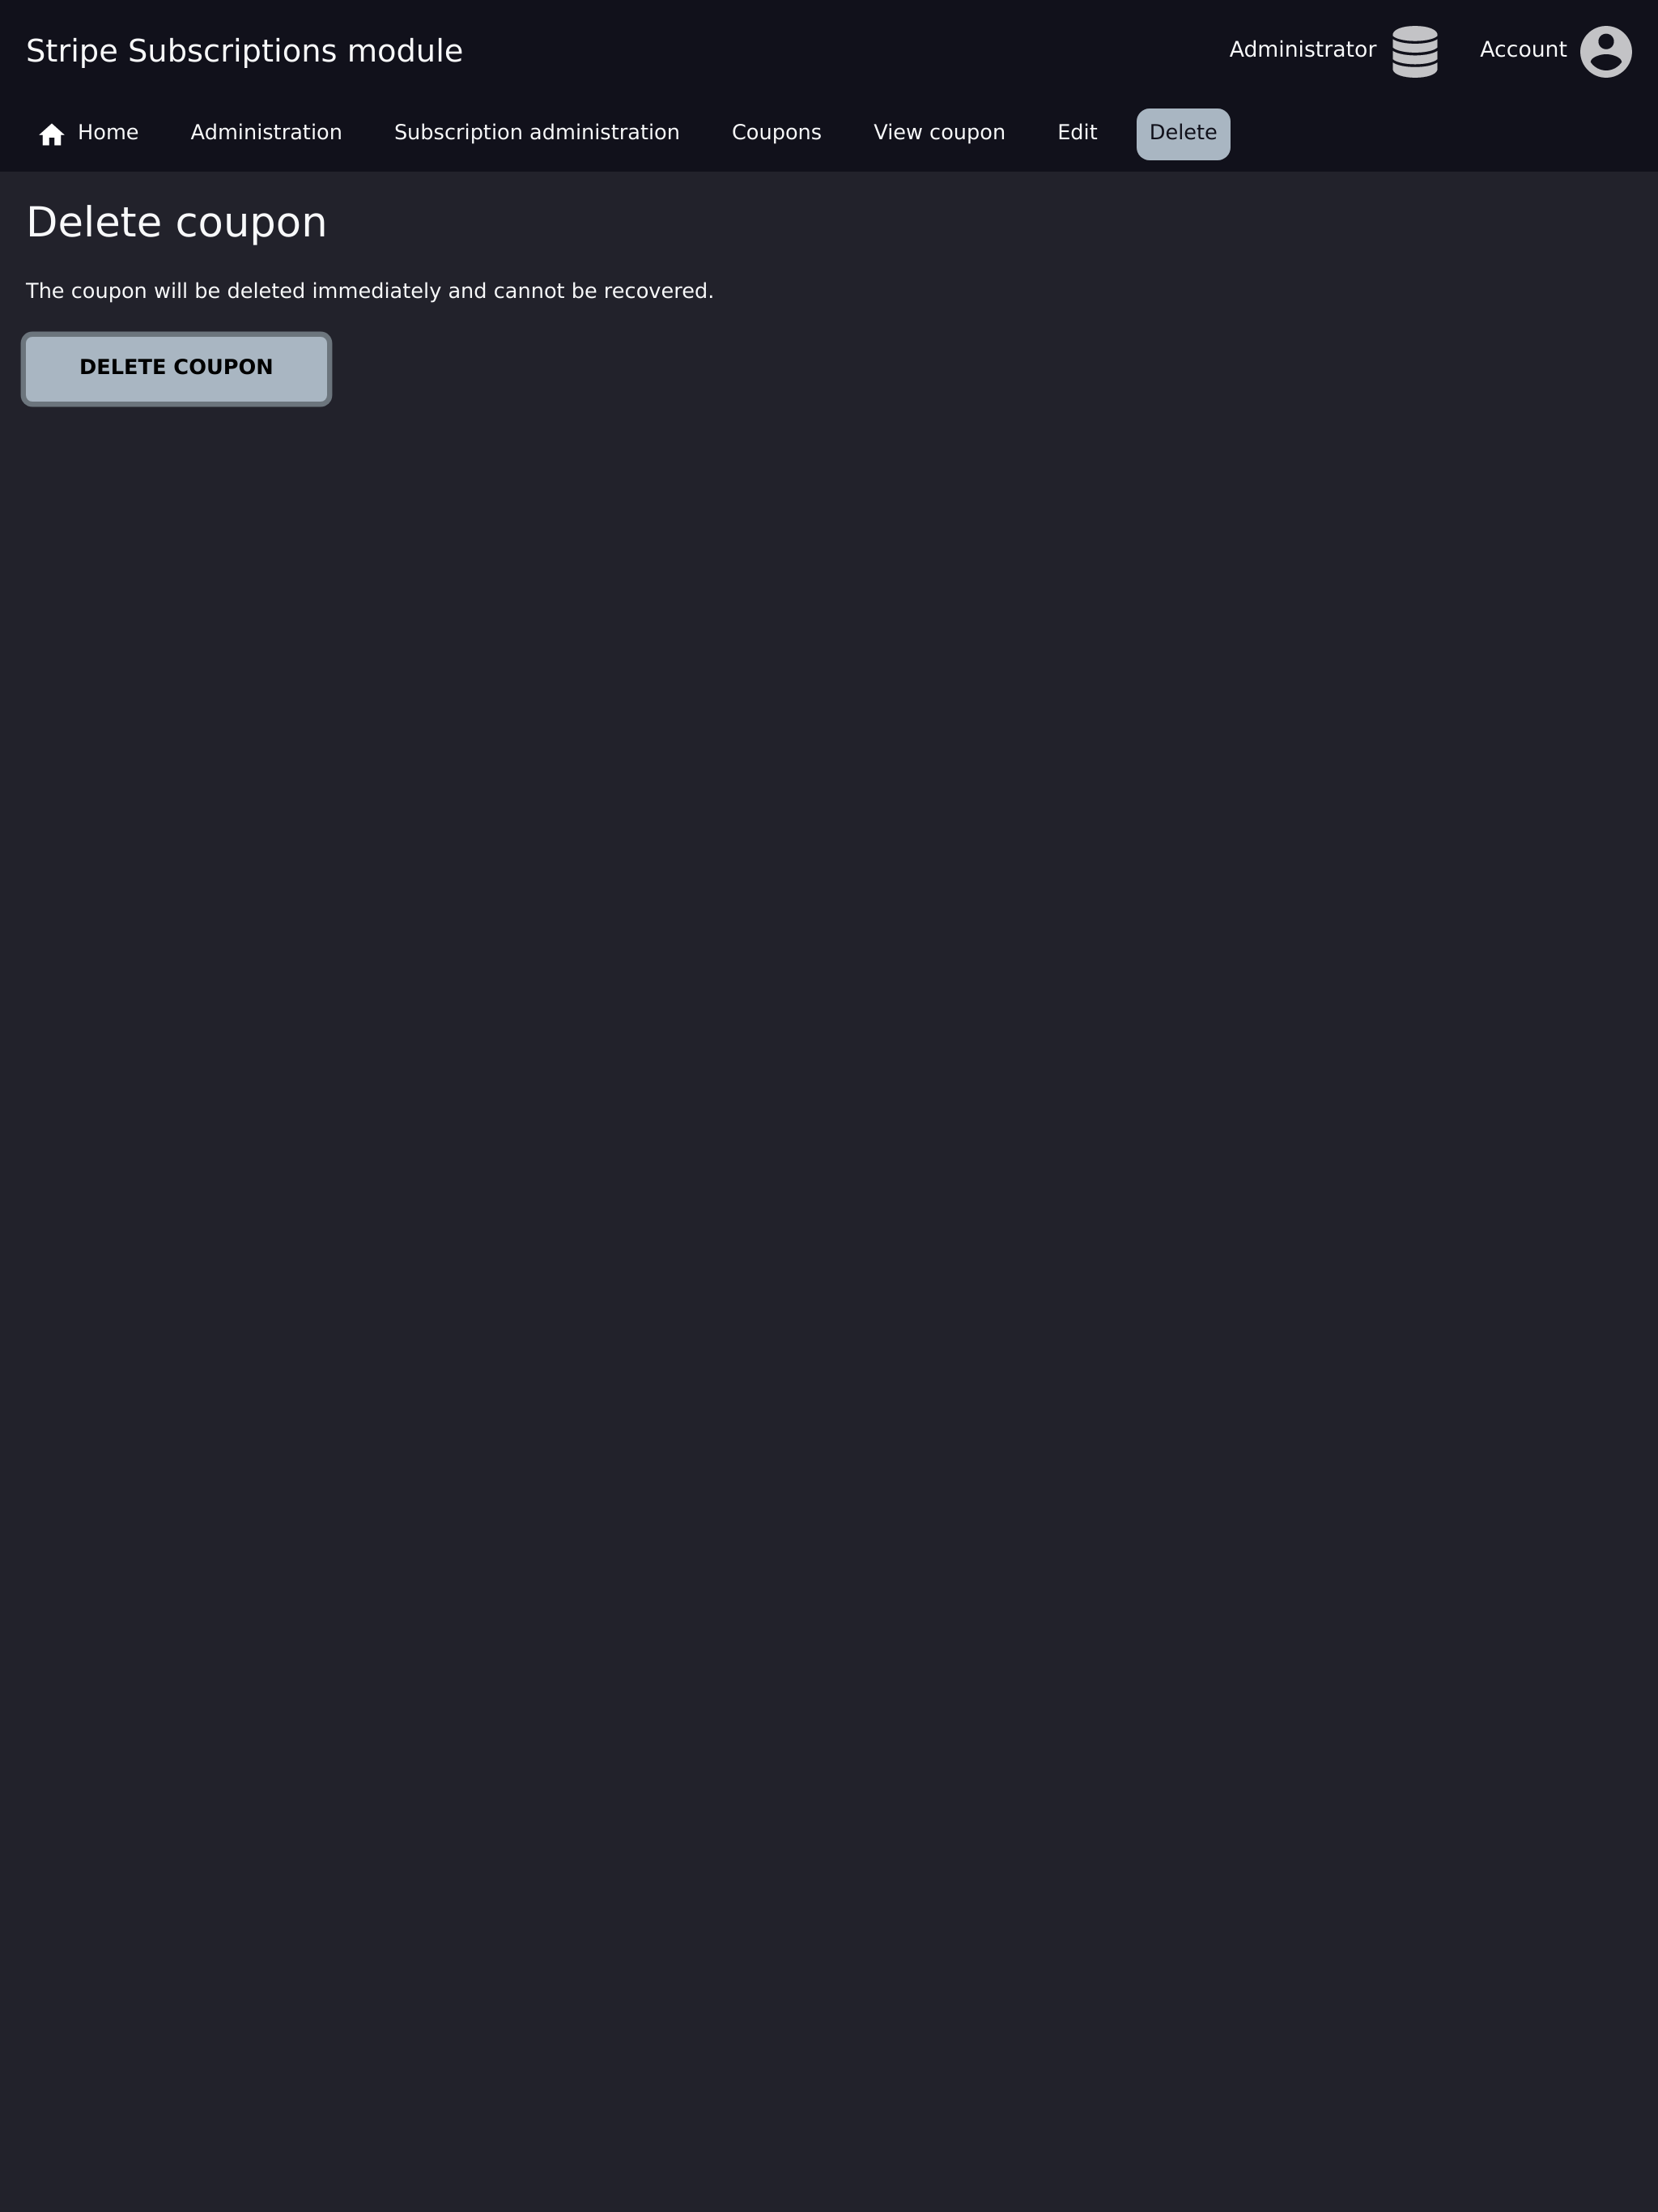 Stripe Subscriptions module
Administrator
Account
Home
Administration
Subscription administration
Coupons
View coupon
Edit
Delete
Delete coupon
The coupon will be deleted immediately and cannot be recovered.
DELETE COUPON